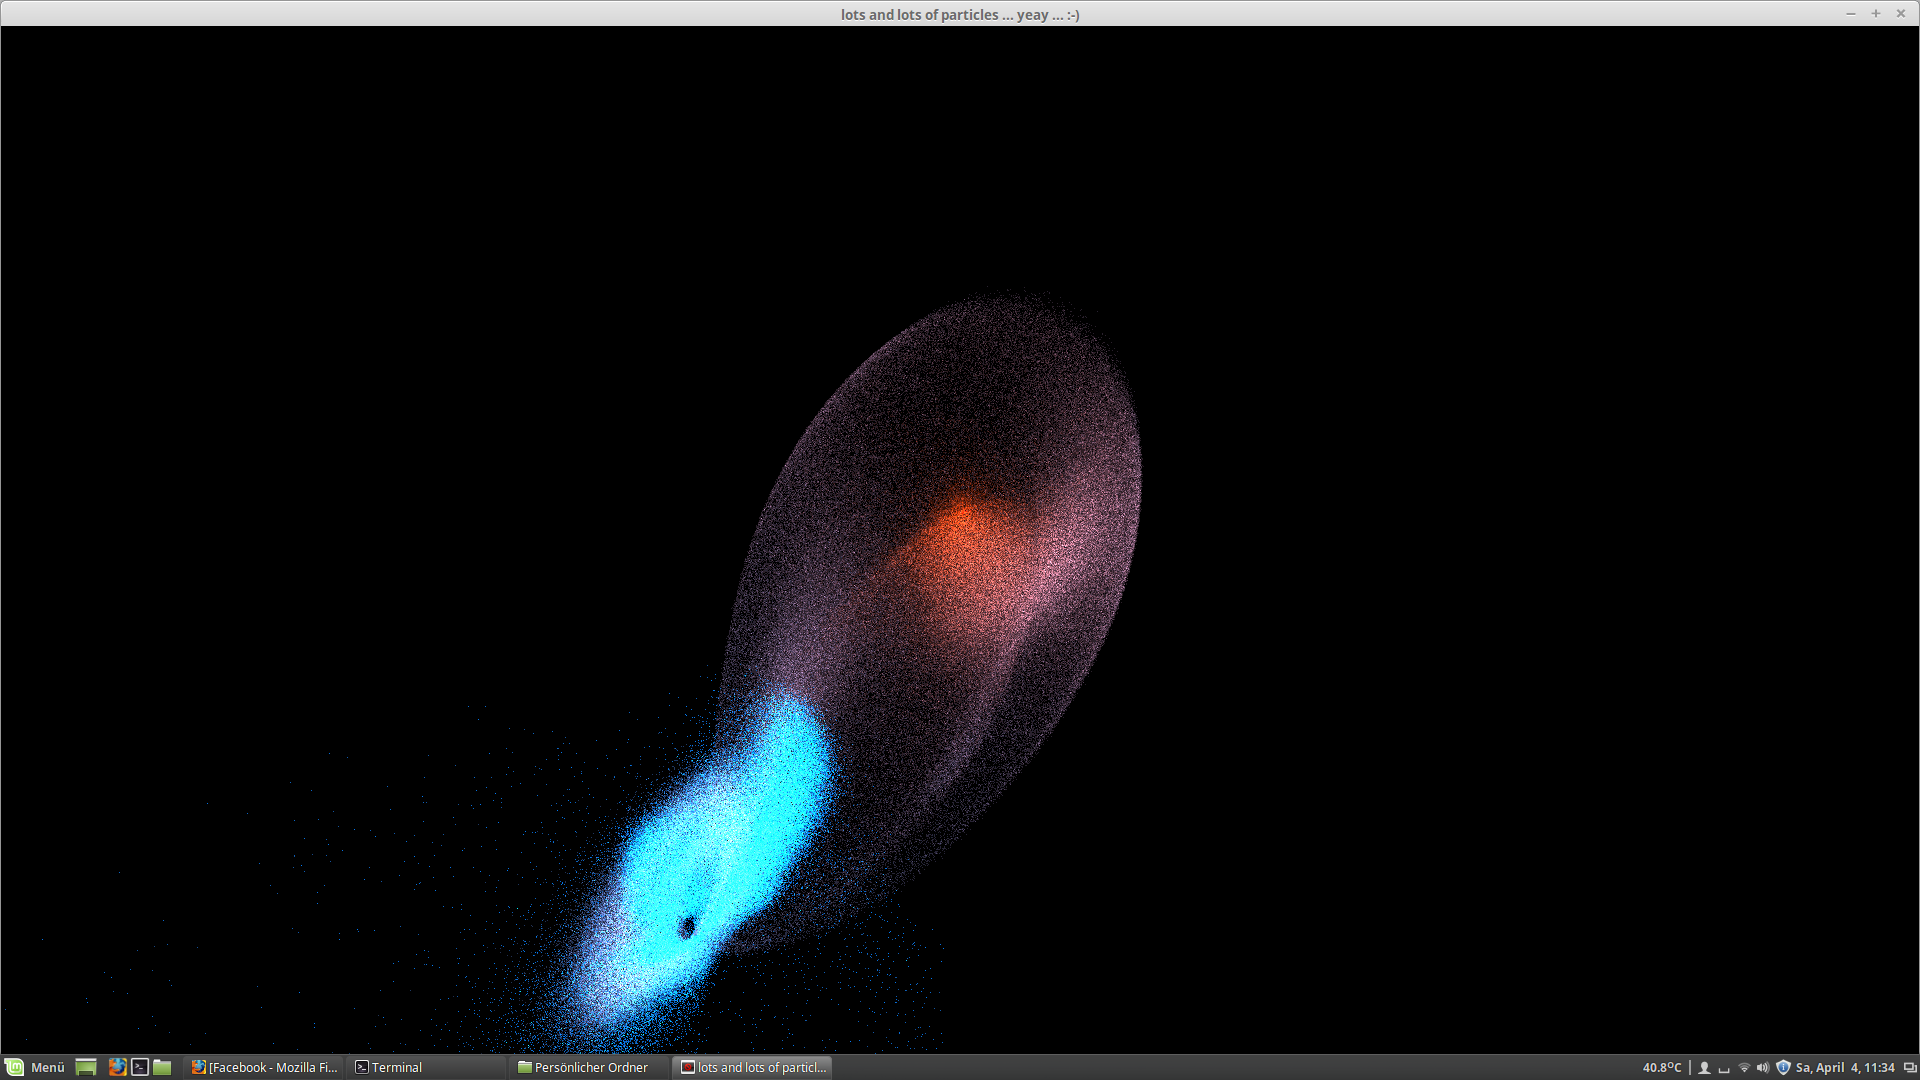 lots and lots of particles ... yeay ... :-)
Menü
[Facebook - Mozilla Fi...
Terminal
Persönlicher Ordner
lots and lots of particl...
40.8°C
Sa, April 4, 11:34